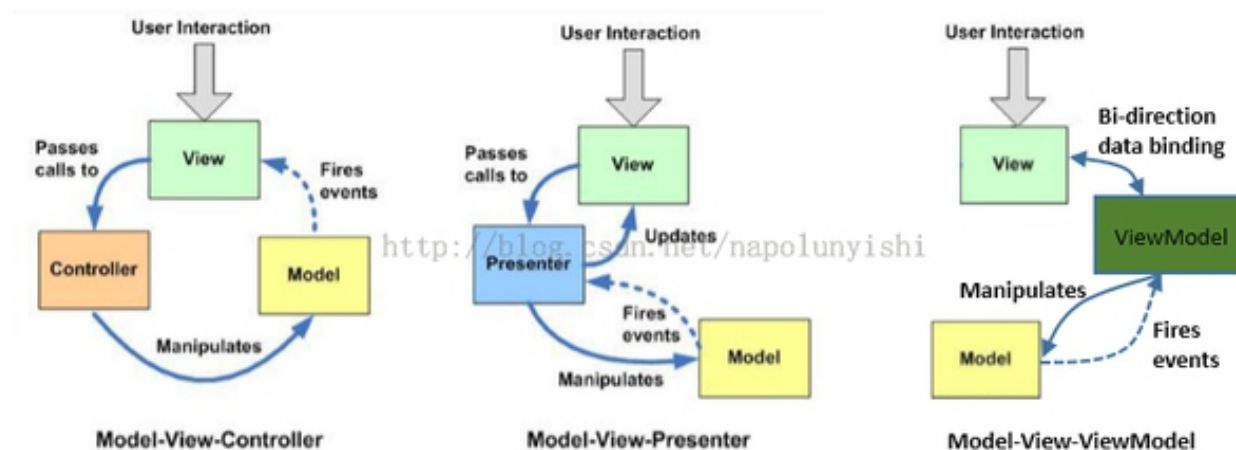 User Interaction
View
Passes
calls to
Fires
events
Controller
Model
Manipulates
Model-View-Controller
User Interaction
View
Passes
calls to
Updates
Presenter
Fires
events
Model
Manipulates
Model-View-Presenter
User Interaction
View
Bi-direction
data binding
ViewModel
Manipulates
Model
Fires
events
Model-View-ViewModel
http://blog.csdn.net/napolunyishi